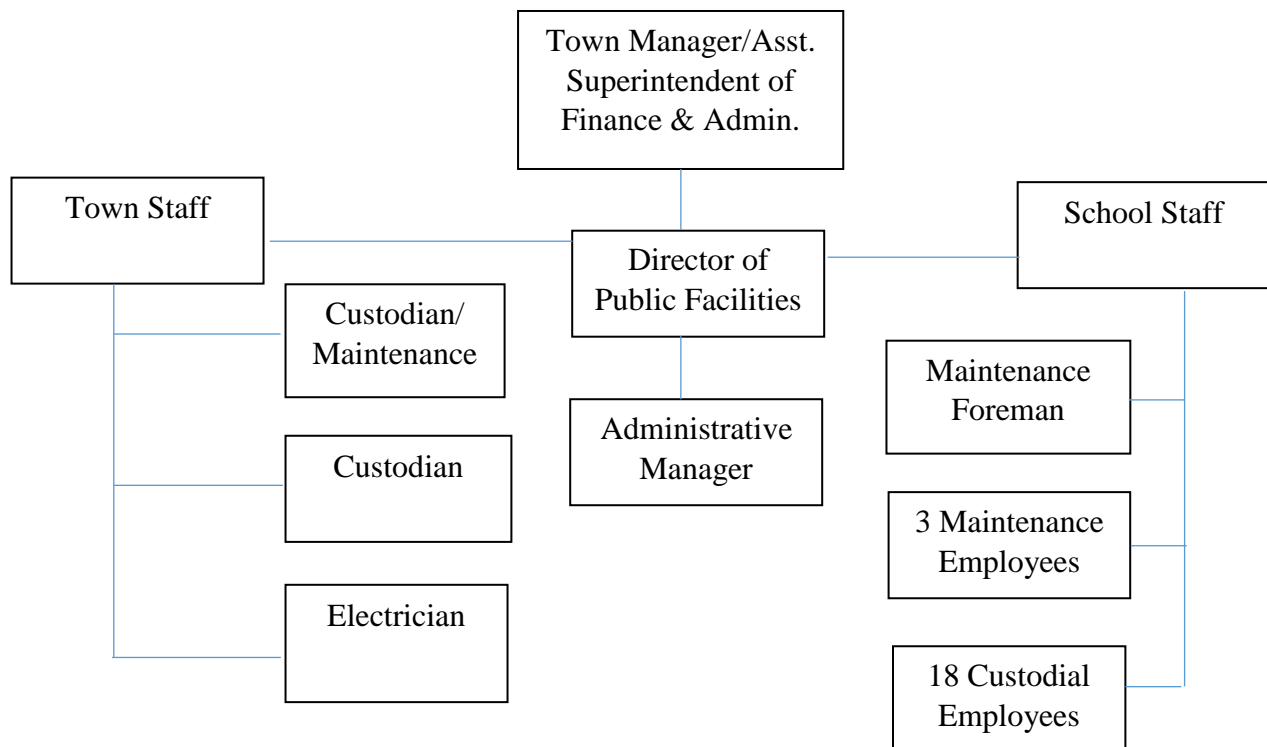 Town Manager/Asst.
Superintendent of
Finance & Admin.
Town Staff
School Staff
Director of
Public Facilities
Custodian/
Maintenance
Maintenance
Foreman
Administrative
Manager
Custodian
3 Maintenance
Employees
Electrician
18 Custodial
Employees